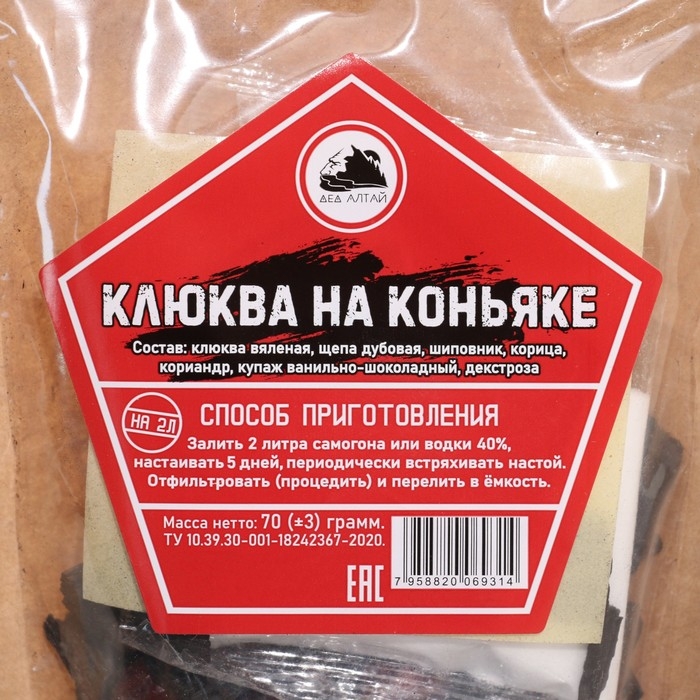 ДЕД АЛТАЙ
КЛЮКВА НА КОНЬЯКЕ
Состав: клюква вяленая, щепа дубовая, шиповник, корица,
кориандр, купаж ванильно-шоколадный, декстроза
НА 2Л
СПОСОБ ПРИГОТОВЛЕНИЯ
Залить 2 литра самогона или водки 40%,
настаивать 5 дней, периодически встряхивать настой.
Отфильтровать (процедить) и перелить в ёмкость.
Масса нетто: 70 (±3) грамм.
ТУ 10.39.30-001-18242367-2020.
EAC
7 958820 069314